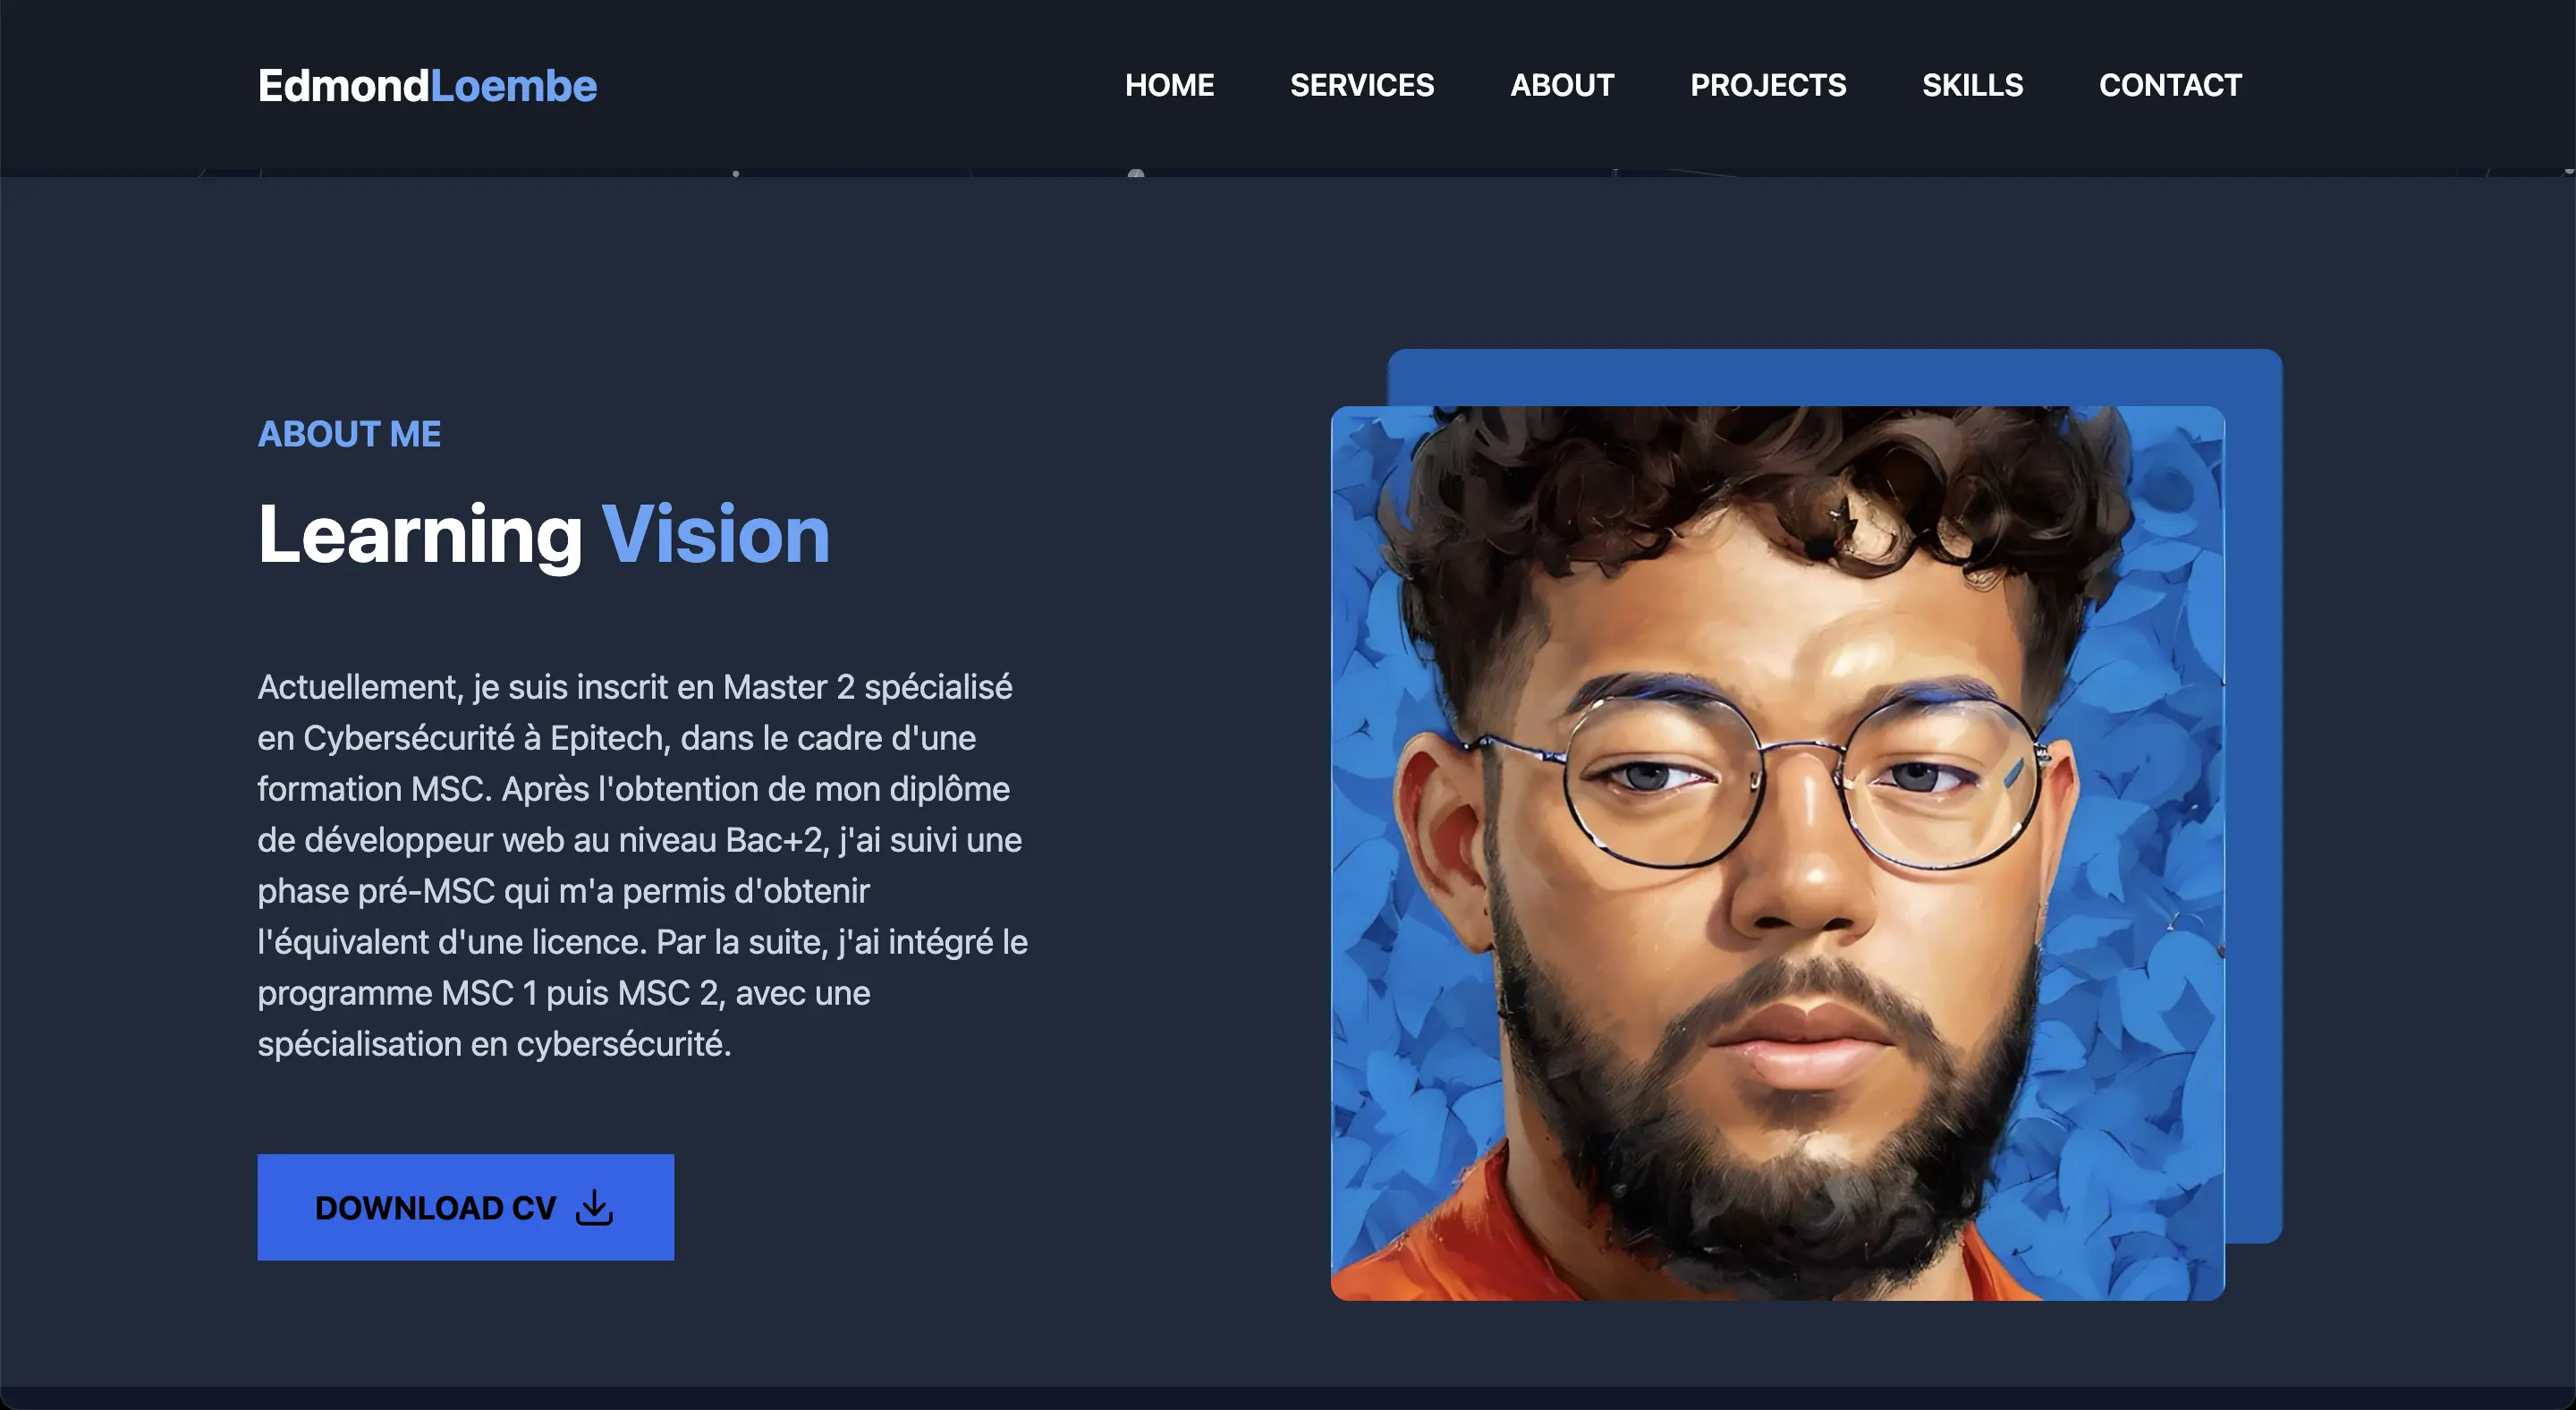 EdmondLoembe
HOME SERVICES ABOUT PROJECTS SKILLS CONTACT
ABOUT ME
Learning Vision
Actuellement, je suis inscrit en Master 2 spécialisé
en Cybersécurité à Epitech, dans le cadre d'une
formation MSC. Après l'obtention de mon diplôme
de développeur web au niveau Bac+2, j'ai suivi une
phase pré-MSC qui m'a permis d'obtenir
l'équivalent d'une licence. Par la suite, j'ai intégré le
programme MSC 1 puis MSC 2, avec une
spécialisation en cybersécurité.
DOWNLOAD CV